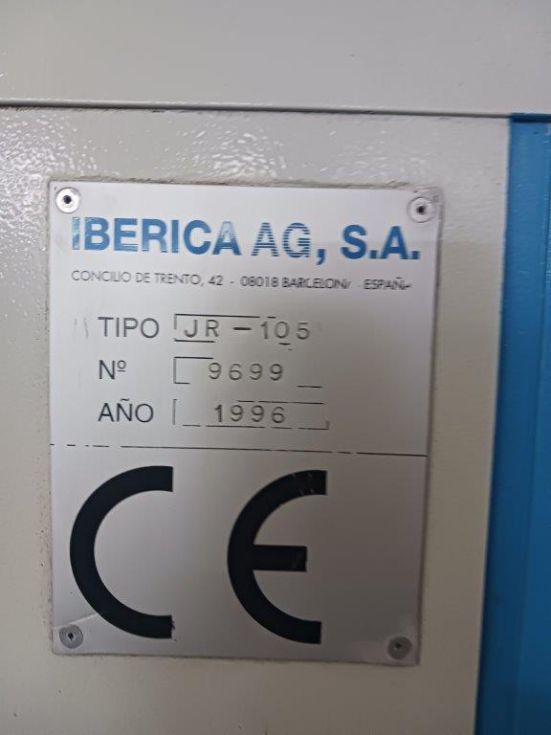 IBERICA AG, S.A.
CONCILIO DE TRENTO, 42 - 08018 BARCELONA - ESPAÑA
TIPO JR-105
Nº 9699
AÑO 1996
CE